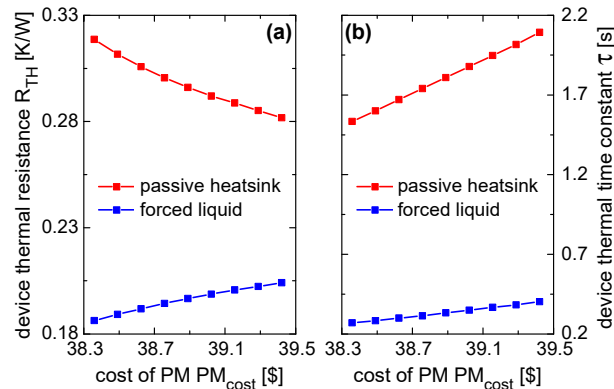 device thermal resistance R_TH [K/W]
0.33
0.28
0.23
0.18
(a)
passive heatsink
forced liquid
38.3 38.7 39.1 39.5
cost of PM PM_cost [$]
(b)
passive heatsink
forced liquid
38.3 38.7 39.1 39.5
cost of PM PM_cost [$]
2.2
1.7
1.2
0.7
0.2
device thermal time constant τ [s]